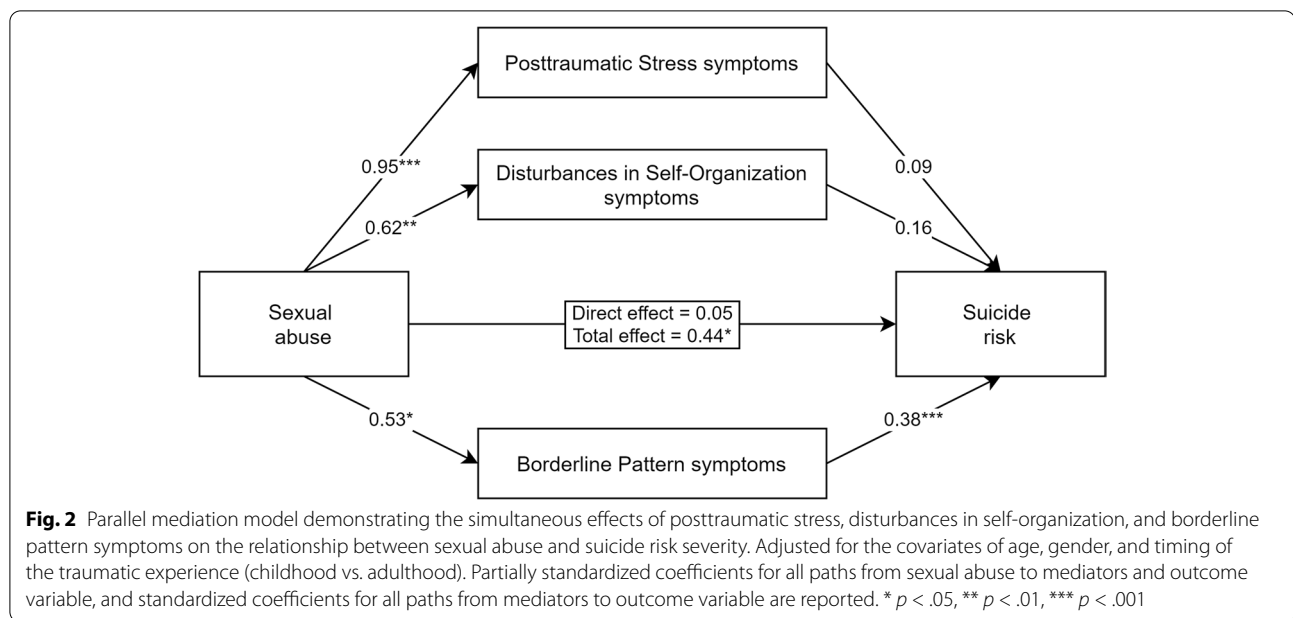 Posttraumatic Stress symptoms
0.95***
0.09
Disturbances in Self-Organization
symptoms
0.62**
0.16
Sexual
abuse
Direct effect = 0.05
Total effect = 0.44*
Suicide
risk
0.53*
0.38***
Borderline Pattern symptoms
Fig. 2 Parallel mediation model demonstrating the simultaneous effects of posttraumatic stress, disturbances in self-organization, and borderline
pattern symptoms on the relationship between sexual abuse and suicide risk severity. Adjusted for the covariates of age, gender, and timing of
the traumatic experience (childhood vs. adulthood). Partially standardized coefficients for all paths from sexual abuse to mediators and outcome
variable, and standardized coefficients for all paths from mediators to outcome variable are reported. * p < .05, ** p < .01, *** p < .001